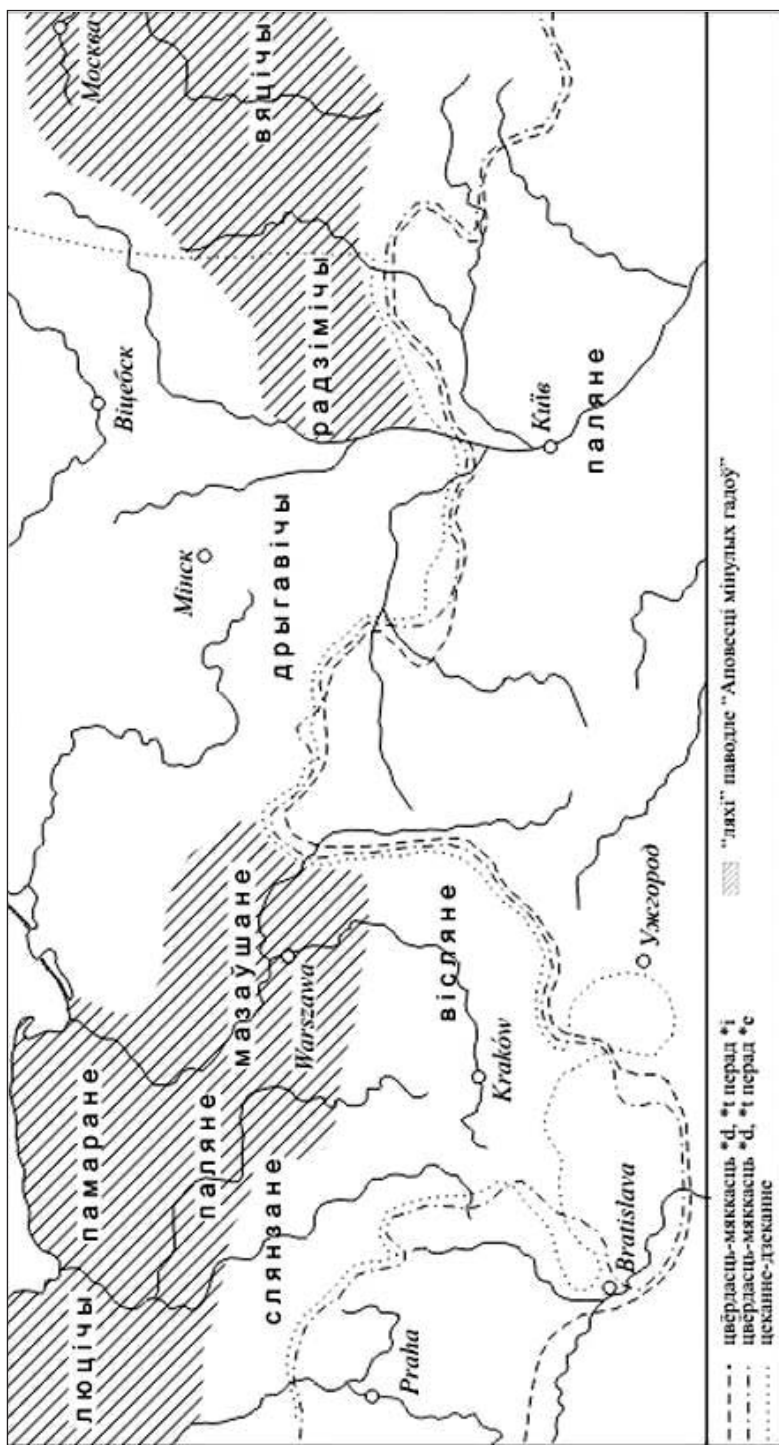 Москва
вяцічы
радзімічы
Віцебск
Мінск
дрыгавічы
Київ
паляне
люцічы
памаране
паляне
мазаўшане
Warszawa
слянзане
вісляне
Kraków
Praha
Bratislava
Ужгород
цвёрдасць-мяккасць *d, *t перад *i
цвёрдасць-мяккасць *d, *t перад *e
цеканне-дзеканне
"ляхі" паводле "Аповесці мінулых гадоў"